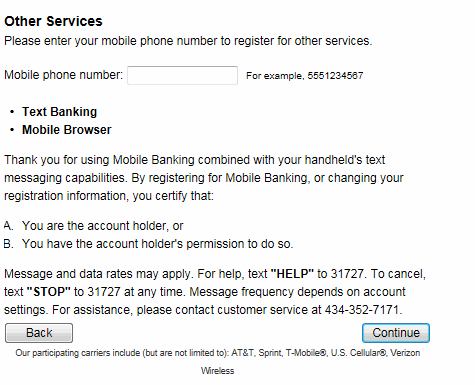 Other Services
Please enter your mobile phone number to register for other services.
Mobile phone number: For example, 5551234567
• Text Banking
• Mobile Browser
Thank you for using Mobile Banking combined with your handheld's text
messaging capabilities. By registering for Mobile Banking, or changing your
registration information, you certify that:
A. You are the account holder, or
B. You have the account holder's permission to do so.
Message and data rates may apply. For help, text "HELP" to 31727. To cancel,
text "STOP" to 31727 at any time. Message frequency depends on account
settings. For assistance, please contact customer service at 434-352-7171.
Back Continue
Our participating carriers include (but are not limited to): AT&T, Sprint, T-Mobile®, U.S. Cellular®, Verizon
Wireless